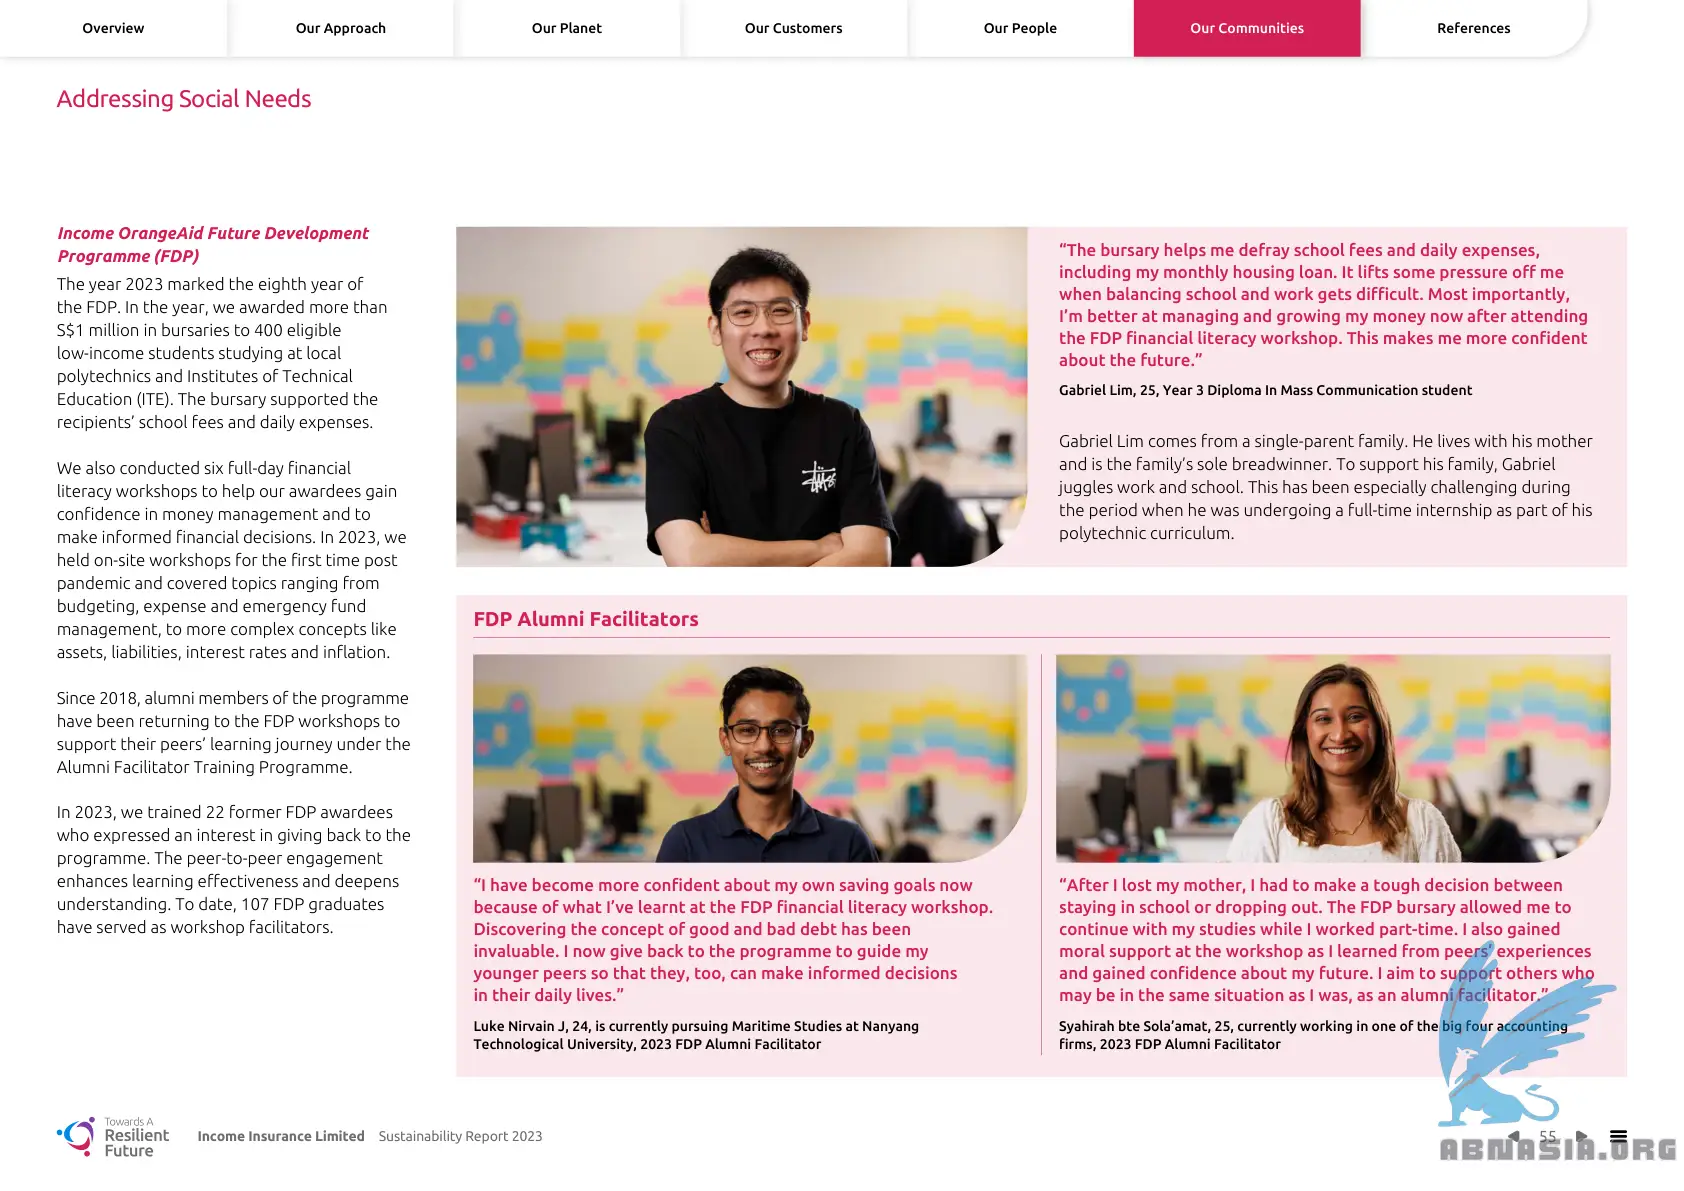 Overview
Our Approach
Our Planet
Our Customers
Our People
Our Communities
References
Addressing Social Needs
Income OrangeAid Future Development
Programme (FDP)
The year 2023 marked the eighth year of
the FDP. In the year, we awarded more than
S$1 million in bursaries to 400 eligible
low-income students studying at local
polytechnics and Institutes of Technical
Education (ITE). The bursary supported the
recipients’ school fees and daily expenses.
We also conducted six full-day financial
literacy workshops to help our awardees gain
confidence in money management and to
make informed financial decisions. In 2023, we
held on-site workshops for the first time post
pandemic and covered topics ranging from
budgeting, expense and emergency fund
management, to more complex concepts like
assets, liabilities, interest rates and inflation.
Since 2018, alumni members of the programme
have been returning to the FDP workshops to
support their peers’ learning journey under the
Alumni Facilitator Training Programme.
In 2023, we trained 22 former FDP awardees
who expressed an interest in giving back to the
programme. The peer-to-peer engagement
enhances learning effectiveness and deepens
understanding. To date, 107 FDP graduates
have served as workshop facilitators.
“The bursary helps me defray school fees and daily expenses,
including my monthly housing loan. It lifts some pressure off me
when balancing school and work gets difficult. Most importantly,
I’m better at managing and growing my money now after attending
the FDP financial literacy workshop. This makes me more confident
about the future.”
Gabriel Lim, 25, Year 3 Diploma In Mass Communication student
Gabriel Lim comes from a single-parent family. He lives with his mother
and is the family’s sole breadwinner. To support his family, Gabriel
juggles work and school. This has been especially challenging during
the period when he was undergoing a full-time internship as part of his
polytechnic curriculum.
FDP Alumni Facilitators
“I have become more confident about my own saving goals now
because of what I’ve learnt at the FDP financial literacy workshop.
Discovering the concept of good and bad debt has been
invaluable. I now give back to the programme to guide my
younger peers so that they, too, can make informed decisions
in their daily lives.”
Luke Nirvain J, 24, is currently pursuing Maritime Studies at Nanyang
Technological University, 2023 FDP Alumni Facilitator
“After I lost my mother, I had to make a tough decision between
staying in school or dropping out. The FDP bursary allowed me to
continue with my studies while I worked part-time. I also gained
moral support at the workshop as I learned from peers’ experiences
and gained confidence about my future. I aim to support others who
may be in the same situation as I was, as an alumni facilitator.”
Syahirah bte Sola’amat, 25, currently working in one of the big four accounting
firms, 2023 FDP Alumni Facilitator
Towards A
Resilient
Future
Income Insurance Limited Sustainability Report 2023
55
ABNASIA.ORG